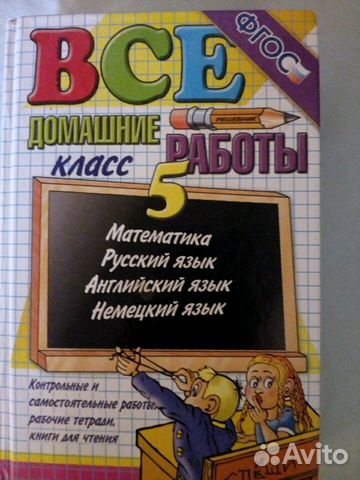 ФГОС
ВСЕ
ДОМАШНИЕ
РЕШЕБНИК
РАБОТЫ
КЛАСС
5
Математика
Русский язык
Английский язык
Немецкий язык
Контрольные и
самостоятельные работы,
рабочие тетради,
книги для чтения
Avito